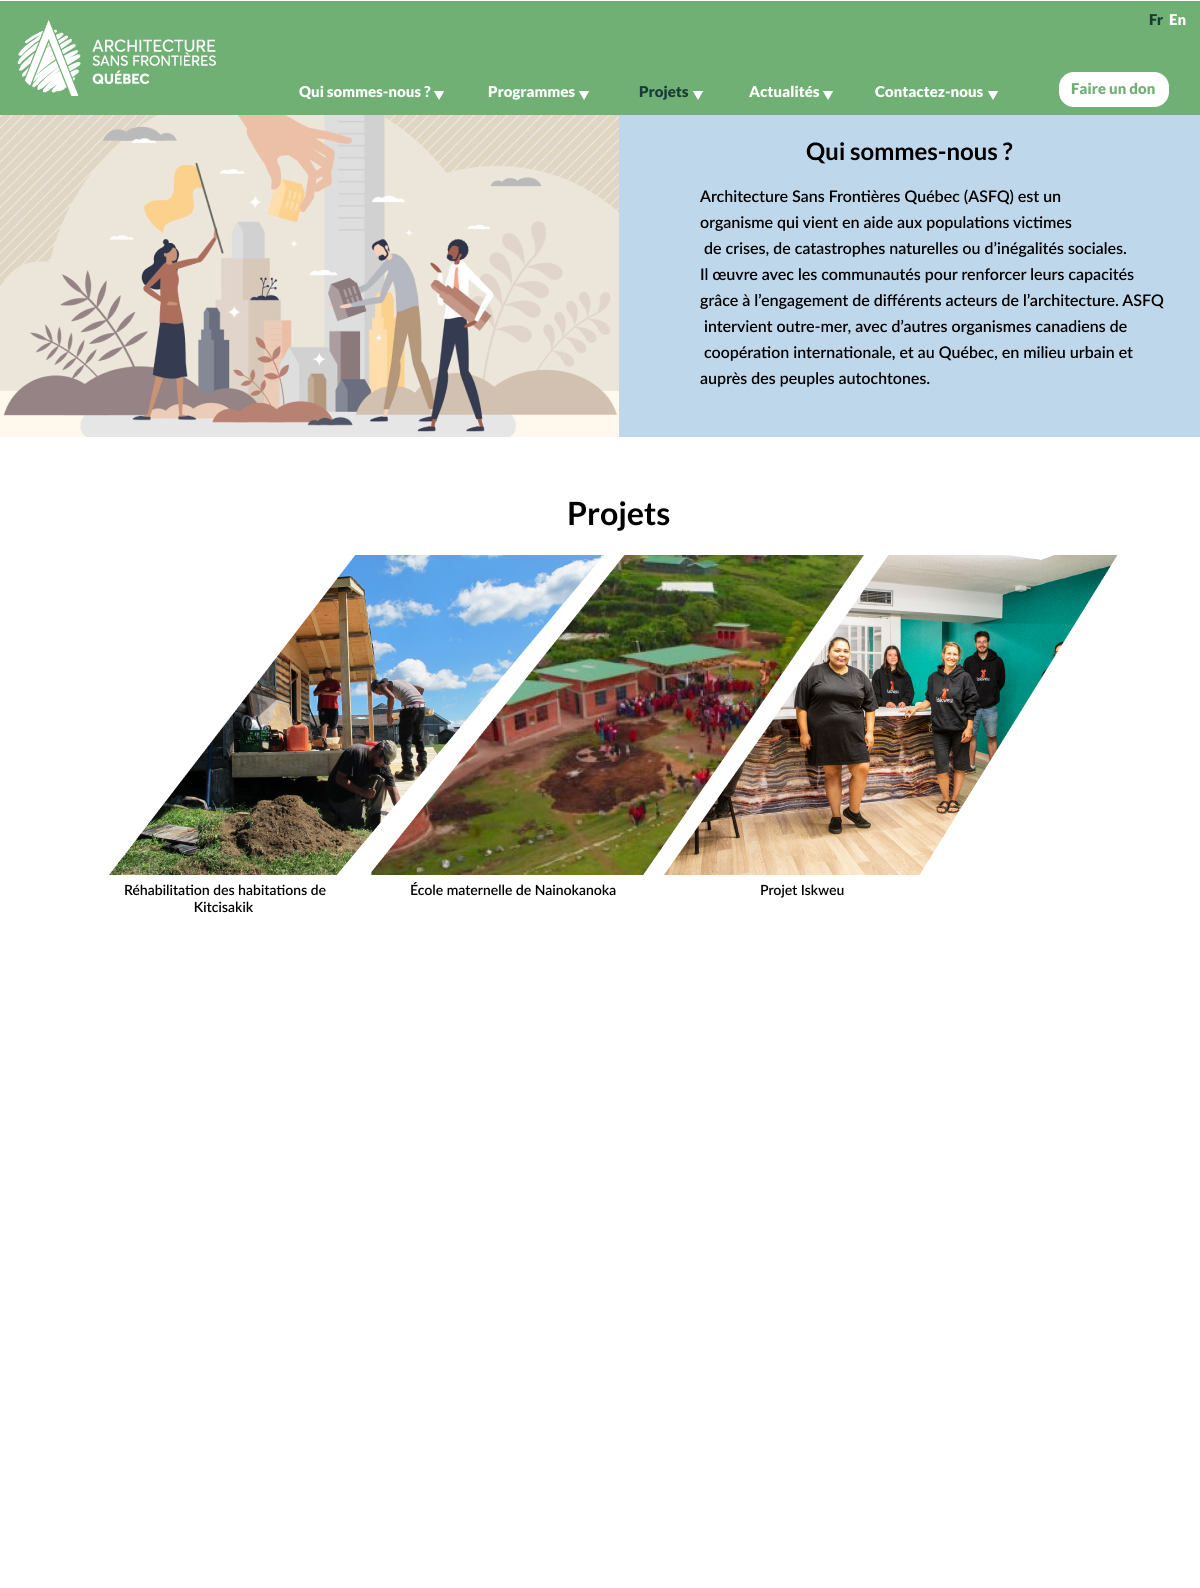 Fr En
ARCHITECTURE
SANS FRONTIÈRES
QUÉBEC
Qui sommes-nous ? Programmes Projets Actualités Contactez-nous Faire un don
Qui sommes-nous ?
Architecture Sans Frontières Québec (ASFQ) est un
organisme qui vient en aide aux populations victimes
de crises, de catastrophes naturelles ou d’inégalités sociales.
Il œuvre avec les communautés pour renforcer leurs capacités
grâce à l’engagement de différents acteurs de l’architecture. ASFQ
intervient outre-mer, avec d’autres organismes canadiens de
coopération internationale, et au Québec, en milieu urbain et
auprès des peuples autochtones.
Projets
Réhabilitation des habitations de
Kitcisakik
École maternelle de Nainokanoka
Projet Iskweu